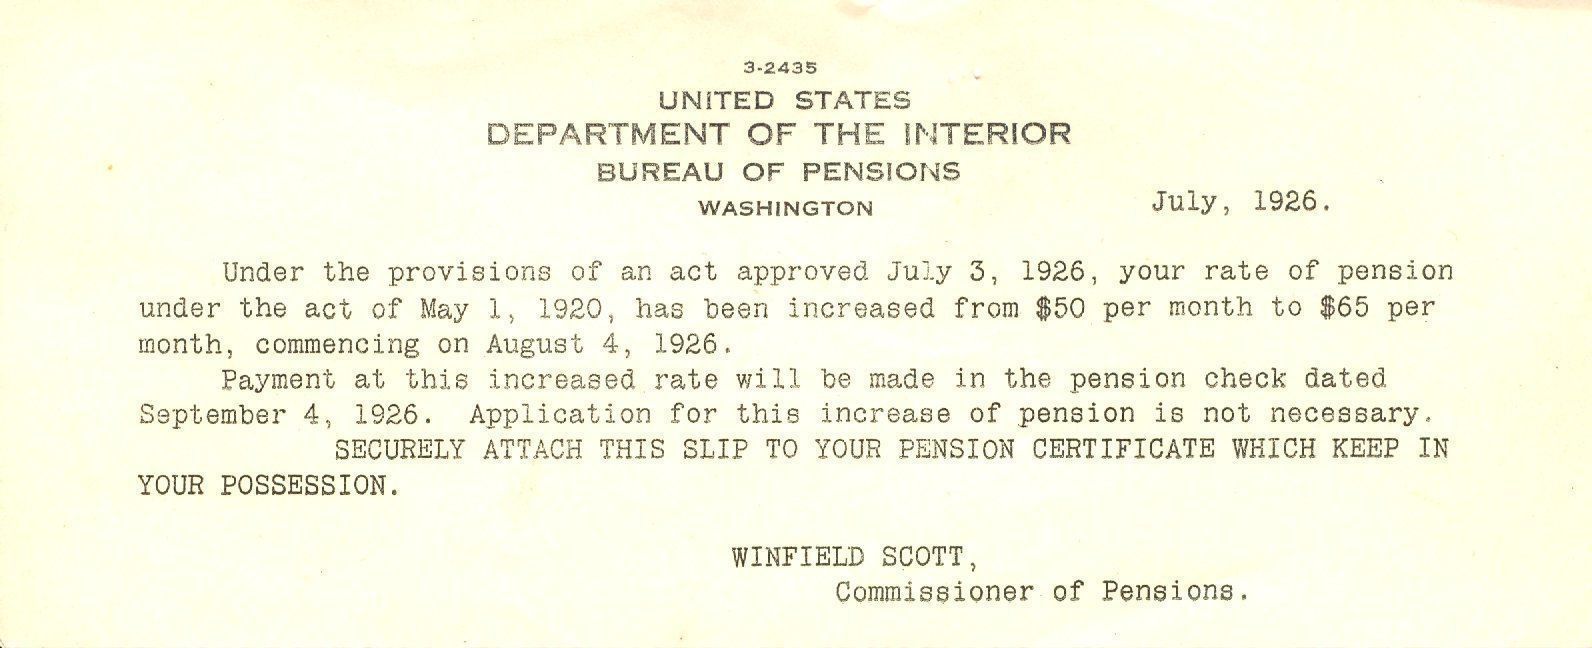 3-2435
UNITED STATES
DEPARTMENT OF THE INTERIOR
BUREAU OF PENSIONS
WASHINGTON
July, 1926.
Under the provisions of an act approved July 3, 1926, your rate of pension
under the act of May 1, 1920, has been increased from $50 per month to $65 per
month, commencing on August 4, 1926.
Payment at this increased rate will be made in the pension check dated
September 4, 1926. Application for this increase of pension is not necessary.
SECURELY ATTACH THIS SLIP TO YOUR PENSION CERTIFICATE WHICH KEEP IN
YOUR POSSESSION.
WINFIELD SCOTT,
Commissioner of Pensions.